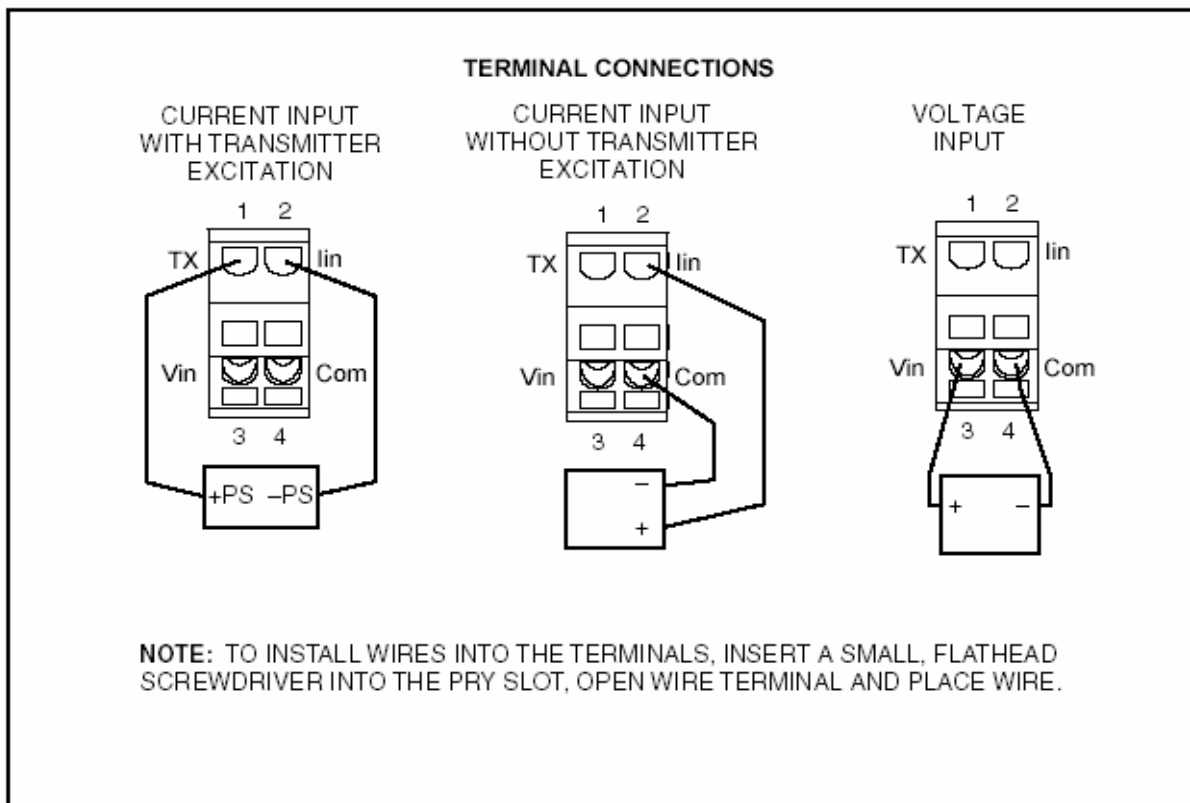 TERMINAL CONNECTIONS
CURRENT INPUT
WITH TRANSMITTER
EXCITATION
1 2
TX Iin
Vin Com
3 4
+PS –PS
CURRENT INPUT
WITHOUT TRANSMITTER
EXCITATION
1 2
TX Iin
Vin Com
3 4
–
+
VOLTAGE
INPUT
1 2
TX Iin
Vin Com
3 4
+ –
NOTE: TO INSTALL WIRES INTO THE TERMINALS, INSERT A SMALL, FLATHEAD
SCREWDRIVER INTO THE PRY SLOT, OPEN WIRE TERMINAL AND PLACE WIRE.